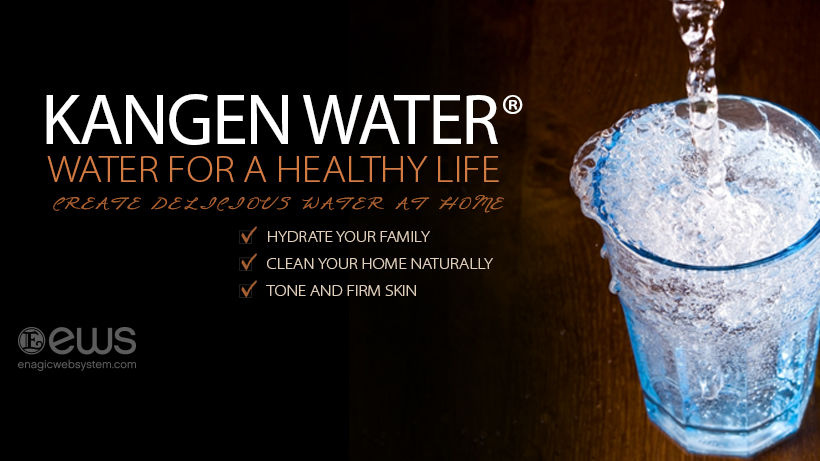 KANGEN WATER®
WATER FOR A HEALTHY LIFE
CREATE DELICIOUS WATER AT HOME
HYDRATE YOUR FAMILY
CLEAN YOUR HOME NATURALLY
TONE AND FIRM SKIN
E ews
enagicwebsystem.com